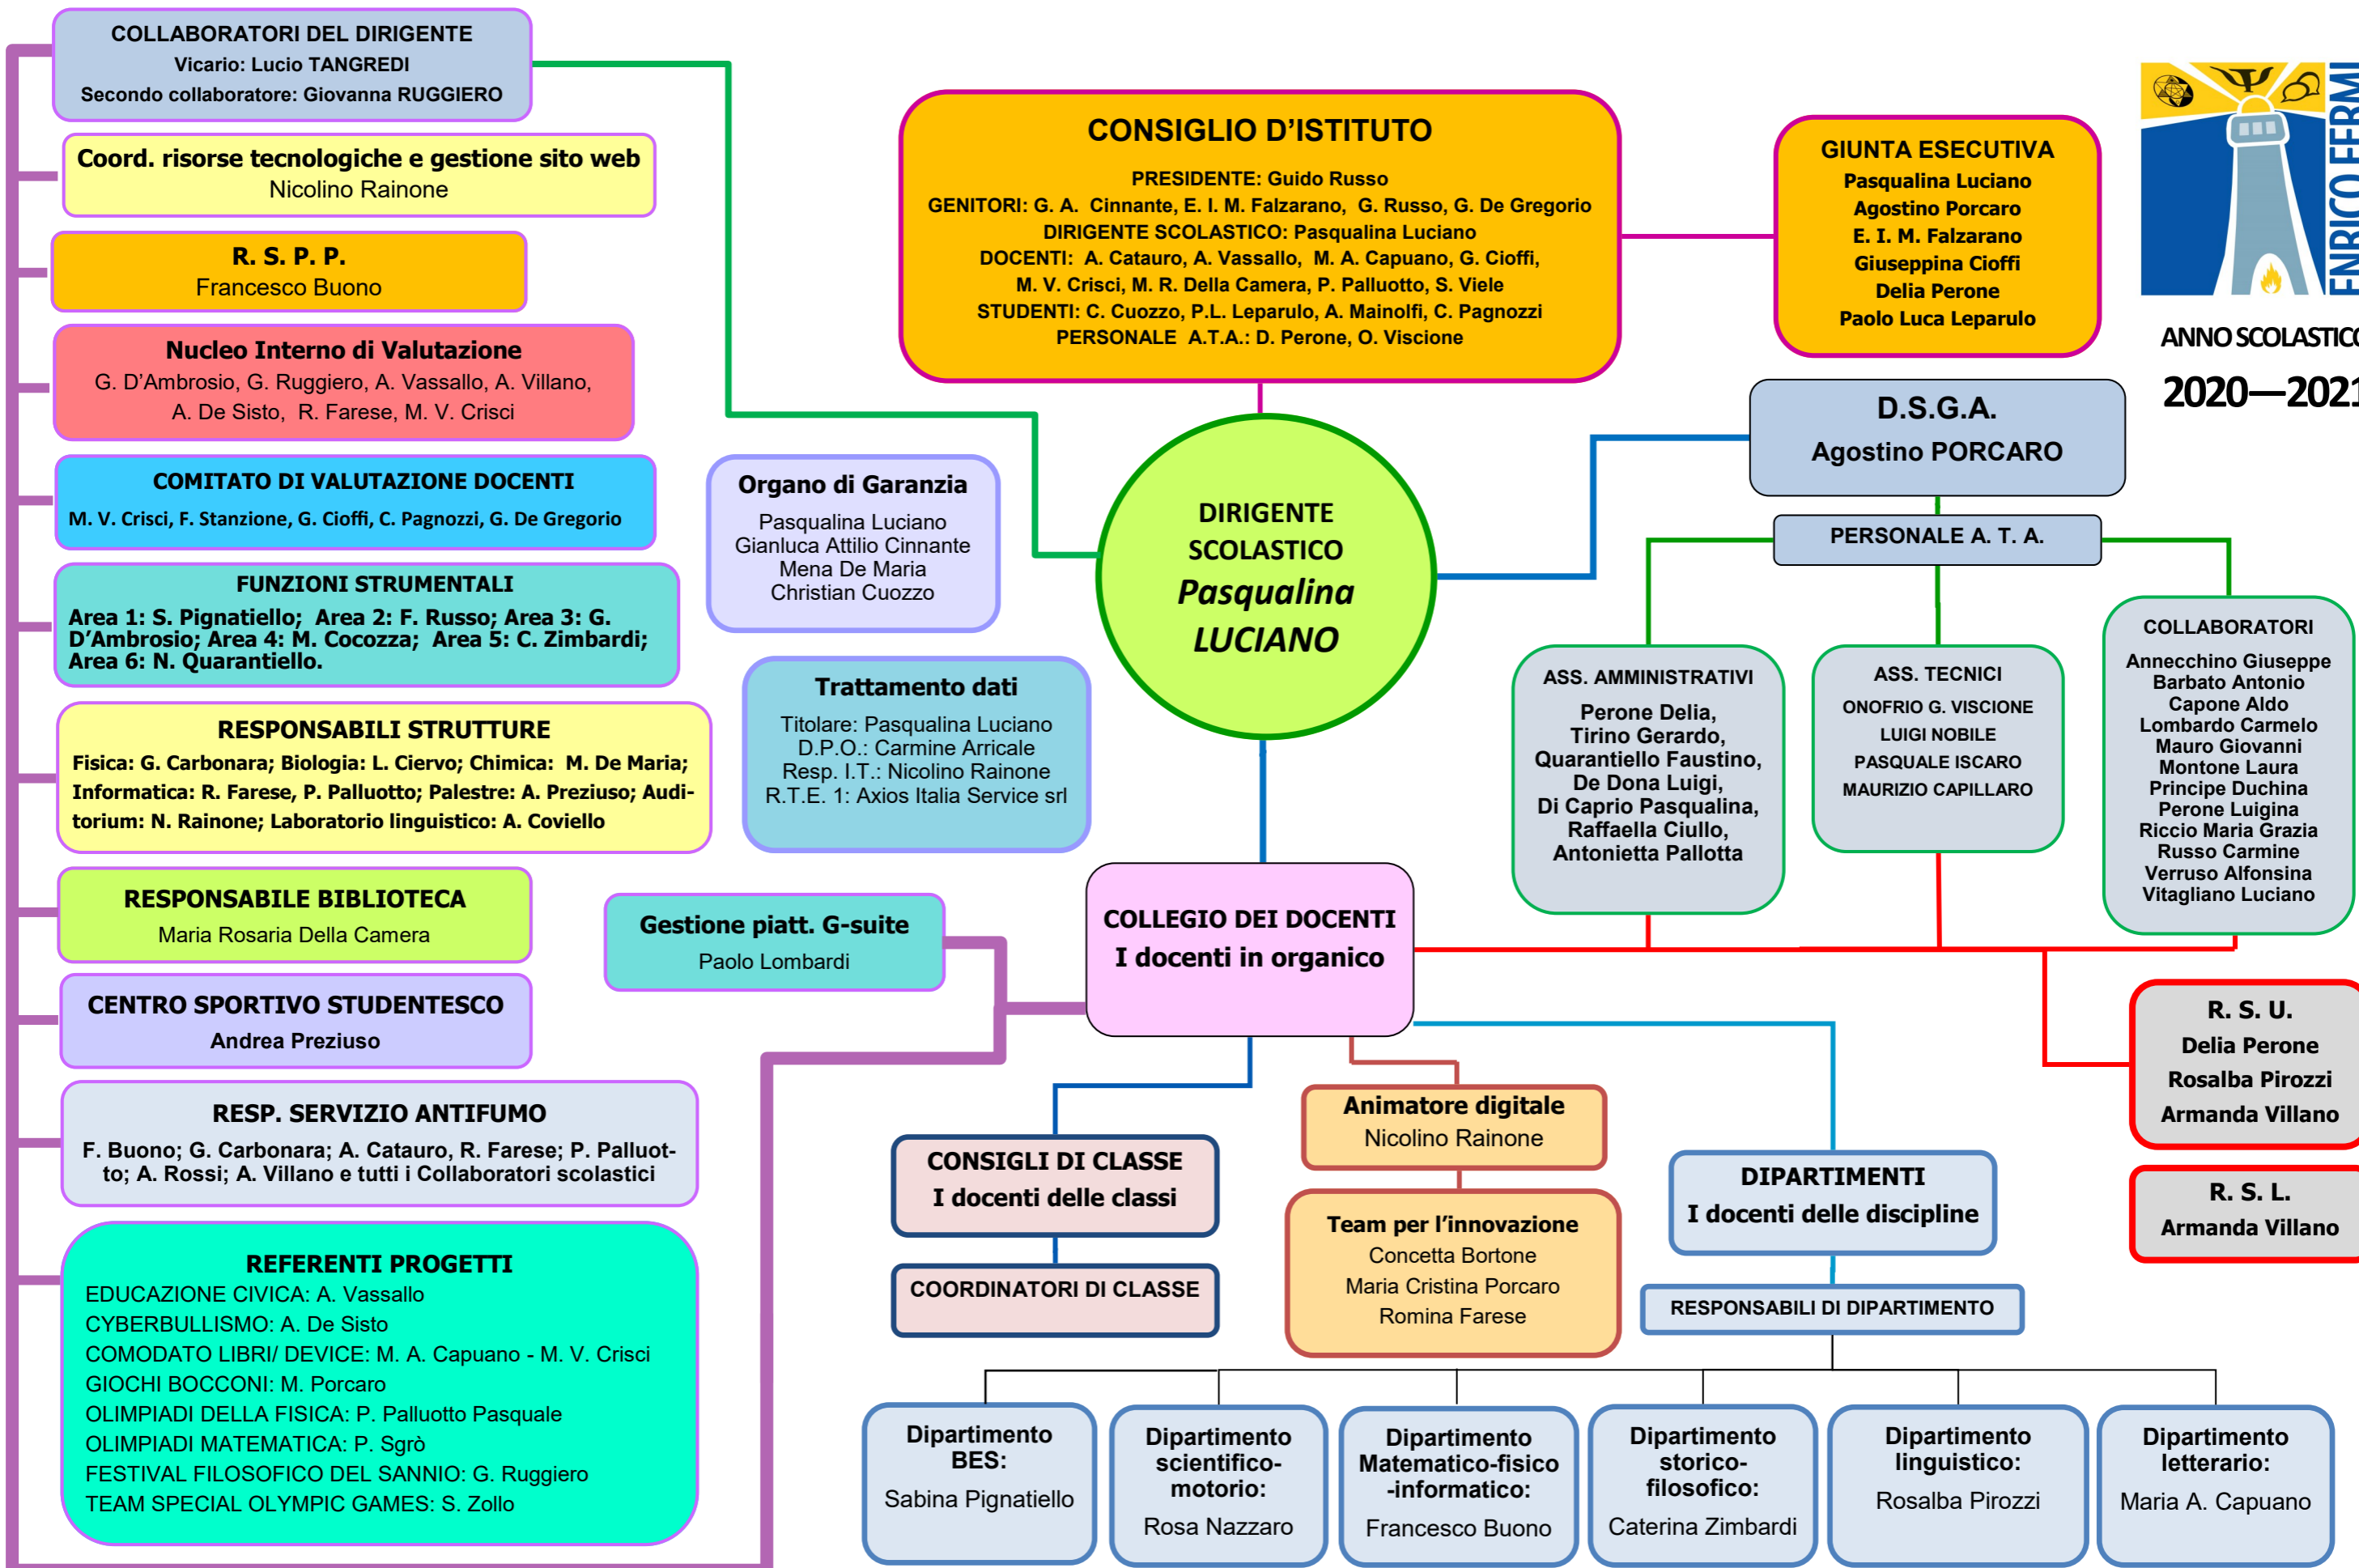 COLLABORATORI DEL DIRIGENTE
Vicario: Lucio TANGREDI
Secondo collaboratore: Giovanna RUGGIERO
Coord. risorse tecnologiche e gestione sito web
Nicolino Rainone
R. S. P. P.
Francesco Buono
Nucleo Interno di Valutazione
G. D’Ambrosio, G. Ruggiero, A. Vassallo, A. Villano,
A. De Sisto, R. Farese, M. V. Crisci
COMITATO DI VALUTAZIONE DOCENTI
M. V. Crisci, F. Stanzione, G. Cioffi, C. Pagnozzi, G. De Gregorio
FUNZIONI STRUMENTALI
Area 1: S. Pignatiello; Area 2: F. Russo; Area 3: G.
D’Ambrosio; Area 4: M. Cocozza; Area 5: C. Zimbardi;
Area 6: N. Quarantiello.
RESPONSABILI STRUTTURE
Fisica: G. Carbonara; Biologia: L. Ciervo; Chimica: M. De Maria;
Informatica: R. Farese, P. Palluotto; Palestre: A. Preziuso; Audi-
torium: N. Rainone; Laboratorio linguistico: A. Coviello
RESPONSABILE BIBLIOTECA
Maria Rosaria Della Camera
CENTRO SPORTIVO STUDENTESCO
Andrea Preziuso
RESP. SERVIZIO ANTIFUMO
F. Buono; G. Carbonara; A. Catauro, R. Farese; P. Palluot-
to; A. Rossi; A. Villano e tutti i Collaboratori scolastici
REFERENTI PROGETTI
EDUCAZIONE CIVICA: A. Vassallo
CYBERBULLISMO: A. De Sisto
COMODATO LIBRI/ DEVICE: M. A. Capuano - M. V. Crisci
GIOCHI BOCCONI: M. Porcaro
OLIMPIADI DELLA FISICA: P. Palluotto Pasquale
OLIMPIADI MATEMATICA: P. Sgrò
FESTIVAL FILOSOFICO DEL SANNIO: G. Ruggiero
TEAM SPECIAL OLYMPIC GAMES: S. Zollo
CONSIGLIO D’ISTITUTO
PRESIDENTE: Guido Russo
GENITORI: G. A. Cinnante, E. I. M. Falzarano, G. Russo, G. De Gregorio
DIRIGENTE SCOLASTICO: Pasqualina Luciano
DOCENTI: A. Catauro, A. Vassallo, M. A. Capuano, G. Cioffi,
M. V. Crisci, M. R. Della Camera, P. Palluotto, S. Viele
STUDENTI: C. Cuozzo, P.L. Leparulo, A. Mainolfi, C. Pagnozzi
PERSONALE A.T.A.: D. Perone, O. Viscione
GIUNTA ESECUTIVA
Pasqualina Luciano
Agostino Porcaro
E. I. M. Falzarano
Giuseppina Cioffi
Delia Perone
Paolo Luca Leparulo
ENRICO FERMI
ANNO SCOLASTICO
2020—2021
Organo di Garanzia
Pasqualina Luciano
Gianluca Attilio Cinnante
Mena De Maria
Christian Cuozzo
DIRIGENTE
SCOLASTICO
Pasqualina
LUCIANO
D.S.G.A.
Agostino PORCARO
PERSONALE A. T. A.
Trattamento dati
Titolare: Pasqualina Luciano
D.P.O.: Carmine Arricale
Resp. I.T.: Nicolino Rainone
R.T.E. 1: Axios Italia Service srl
ASS. AMMINISTRATIVI
Perone Delia,
Tirino Gerardo,
Quarantiello Faustino,
De Dona Luigi,
Di Caprio Pasqualina,
Raffaella Ciullo,
Antonietta Pallotta
ASS. TECNICI
ONOFRIO G. VISCIONE
LUIGI NOBILE
PASQUALE ISCARO
MAURIZIO CAPILLARO
COLLABORATORI
Annecchino Giuseppe
Barbato Antonio
Capone Aldo
Lombardo Carmelo
Mauro Giovanni
Montone Laura
Principe Duchina
Perone Luigina
Riccio Maria Grazia
Russo Carmine
Verruso Alfonsina
Vitagliano Luciano
Gestione piatt. G-suite
Paolo Lombardi
COLLEGIO DEI DOCENTI
I docenti in organico
R. S. U.
Delia Perone
Rosalba Pirozzi
Armanda Villano
R. S. L.
Armanda Villano
CONSIGLI DI CLASSE
I docenti delle classi
COORDINATORI DI CLASSE
Animatore digitale
Nicolino Rainone
Team per l’innovazione
Concetta Bortone
Maria Cristina Porcaro
Romina Farese
DIPARTIMENTI
I docenti delle discipline
RESPONSABILI DI DIPARTIMENTO
Dipartimento
BES:
Sabina Pignatiello
Dipartimento
scientifico-
motorio:
Rosa Nazzaro
Dipartimento
Matematico-fisico
-informatico:
Francesco Buono
Dipartimento
storico-
filosofico:
Caterina Zimbardi
Dipartimento
linguistico:
Rosalba Pirozzi
Dipartimento
letterario:
Maria A. Capuano